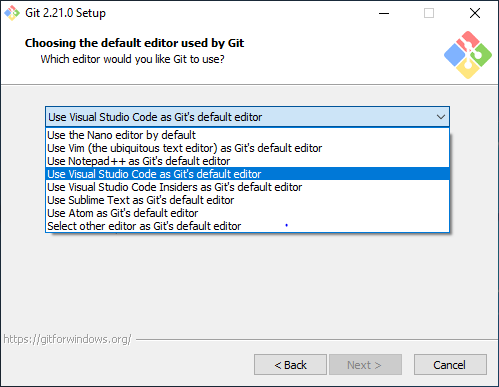 Git 2.21.0 Setup
Choosing the default editor used by Git
Which editor would you like Git to use?
Use Visual Studio Code as Git's default editor
Use the Nano editor by default
Use Vim (the ubiquitous text editor) as Git's default editor
Use Notepad++ as Git's default editor
Use Visual Studio Code as Git's default editor
Use Visual Studio Code Insiders as Git's default editor
Use Sublime Text as Git's default editor
Use Atom as Git's default editor
Select other editor as Git's default editor
https://gitforwindows.org/
< Back
Next >
Cancel